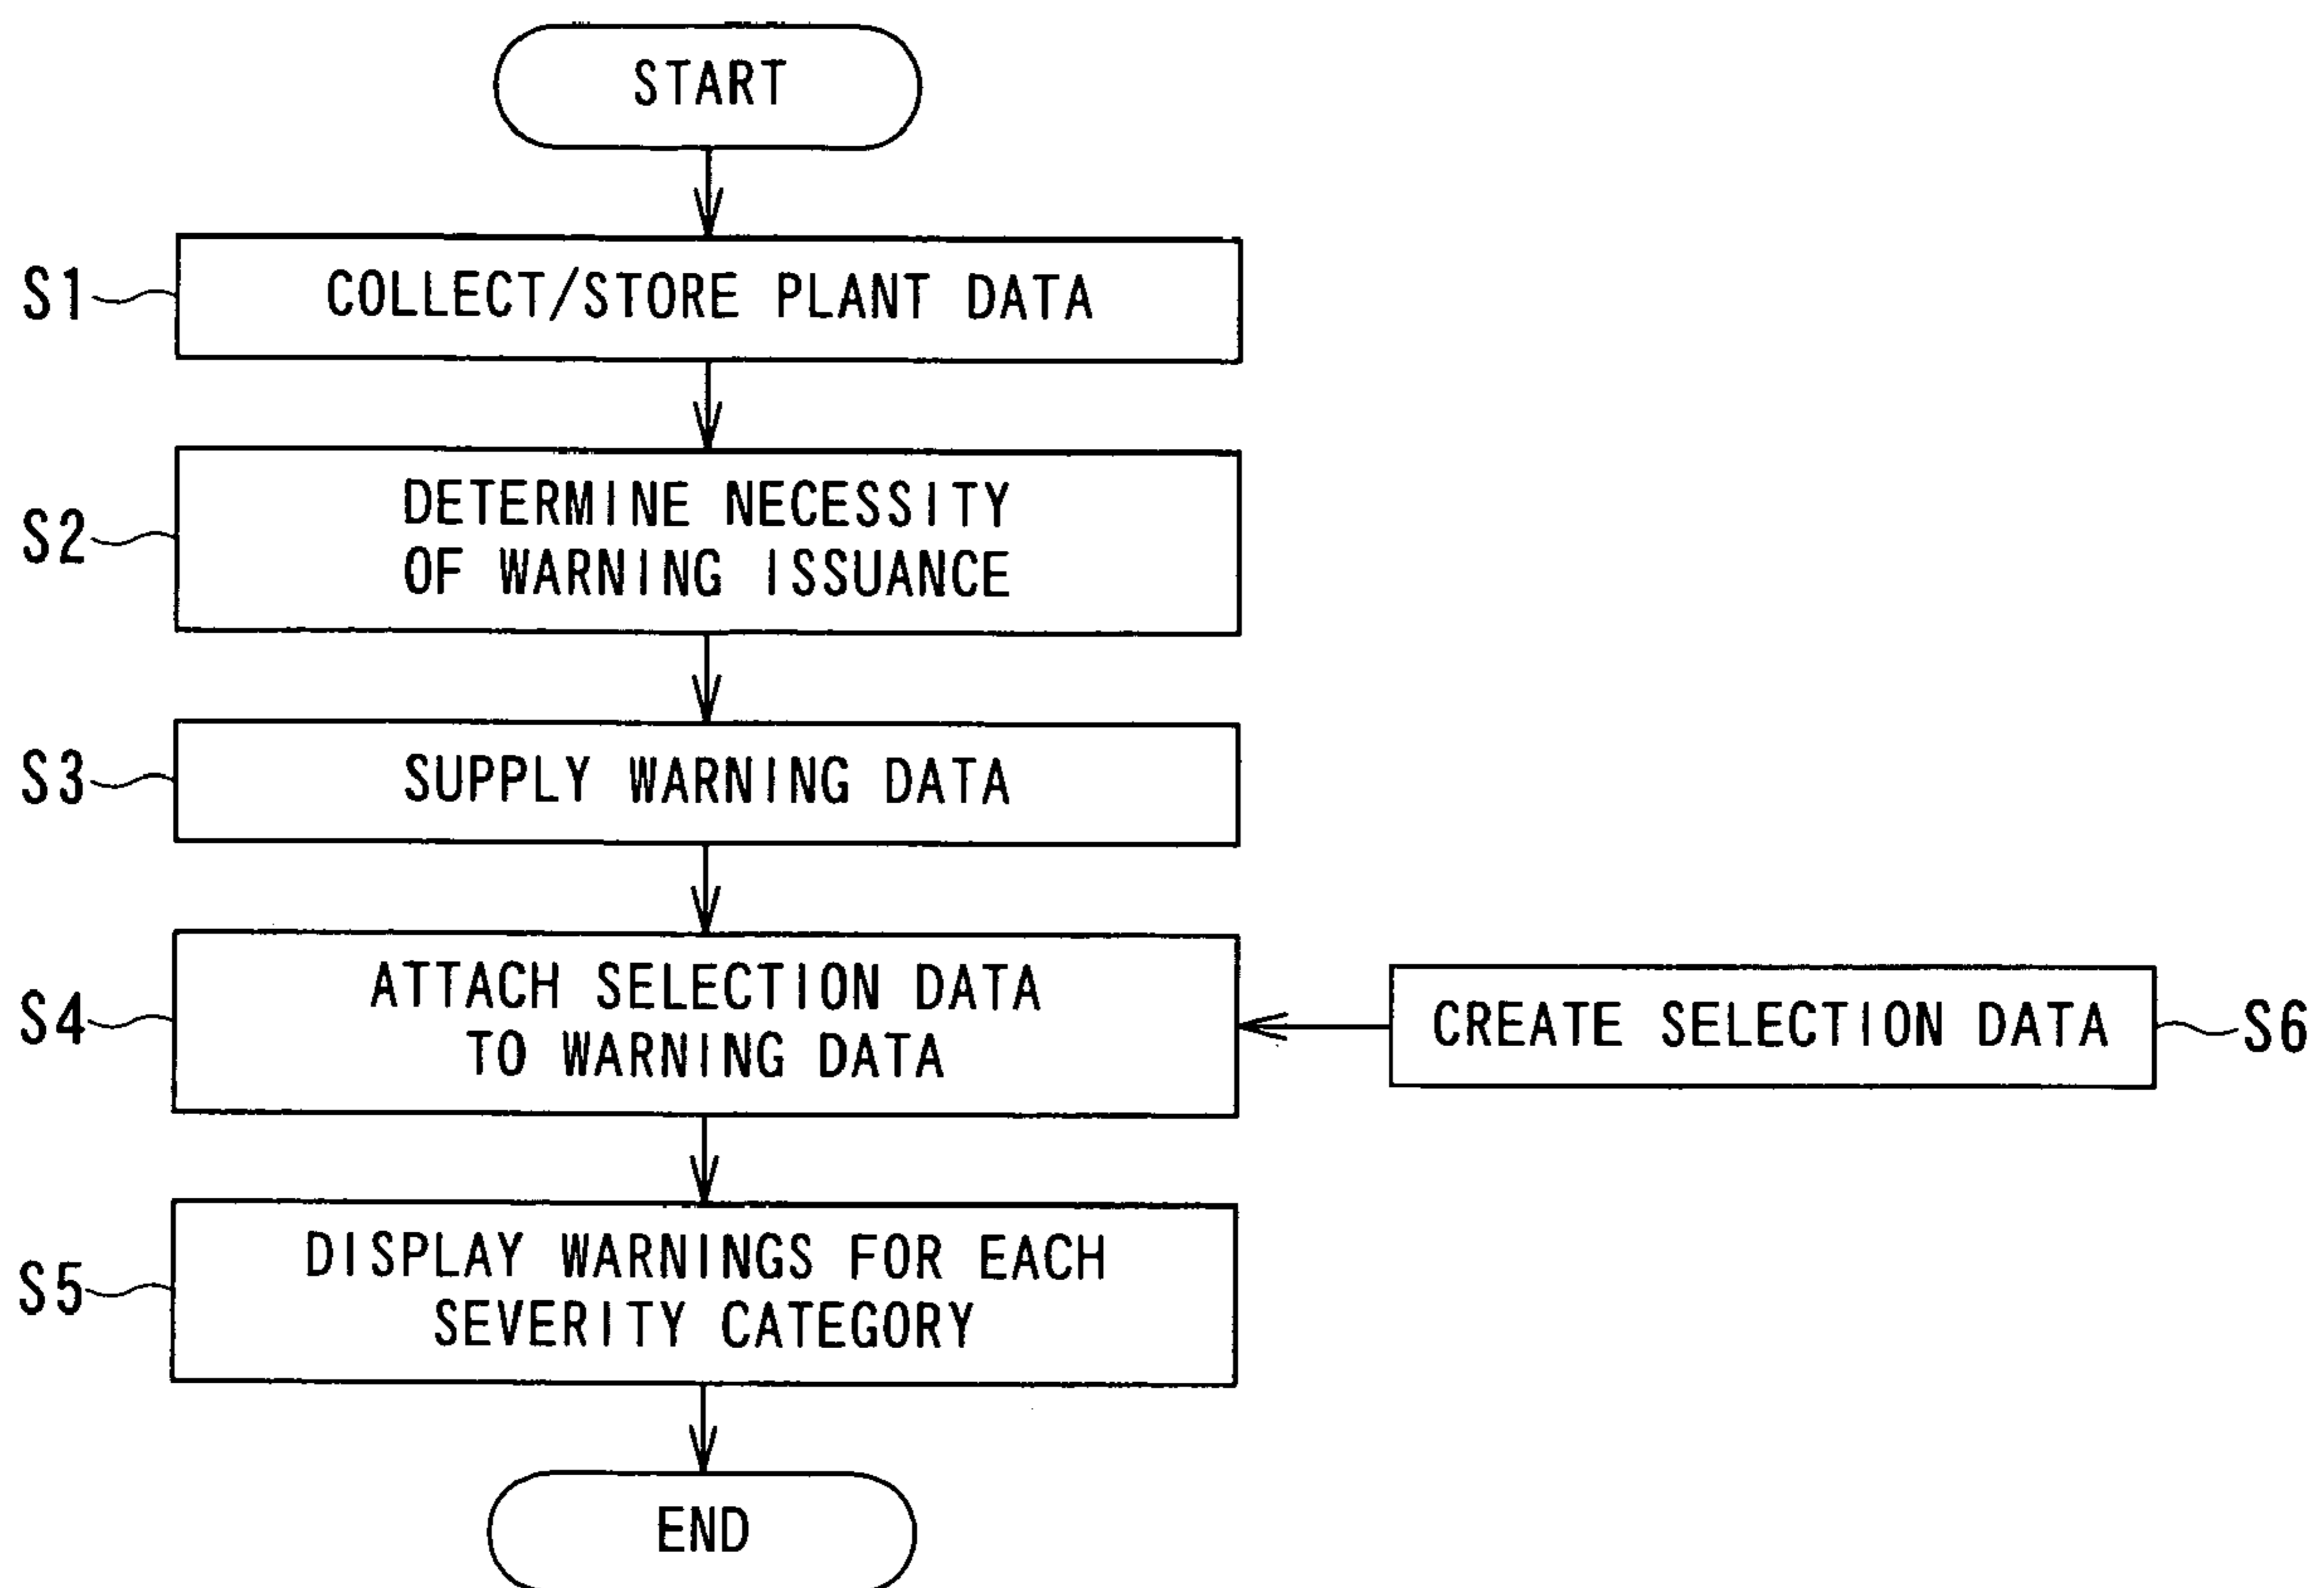 START
S1
COLLECT/STORE PLANT DATA
S2
DETERMINE NECESSITY
OF WARNING ISSUANCE
S3
SUPPLY WARNING DATA
S4
ATTACH SELECTION DATA
TO WARNING DATA
CREATE SELECTION DATA
S6
S5
DISPLAY WARNINGS FOR EACH
SEVERITY CATEGORY
END